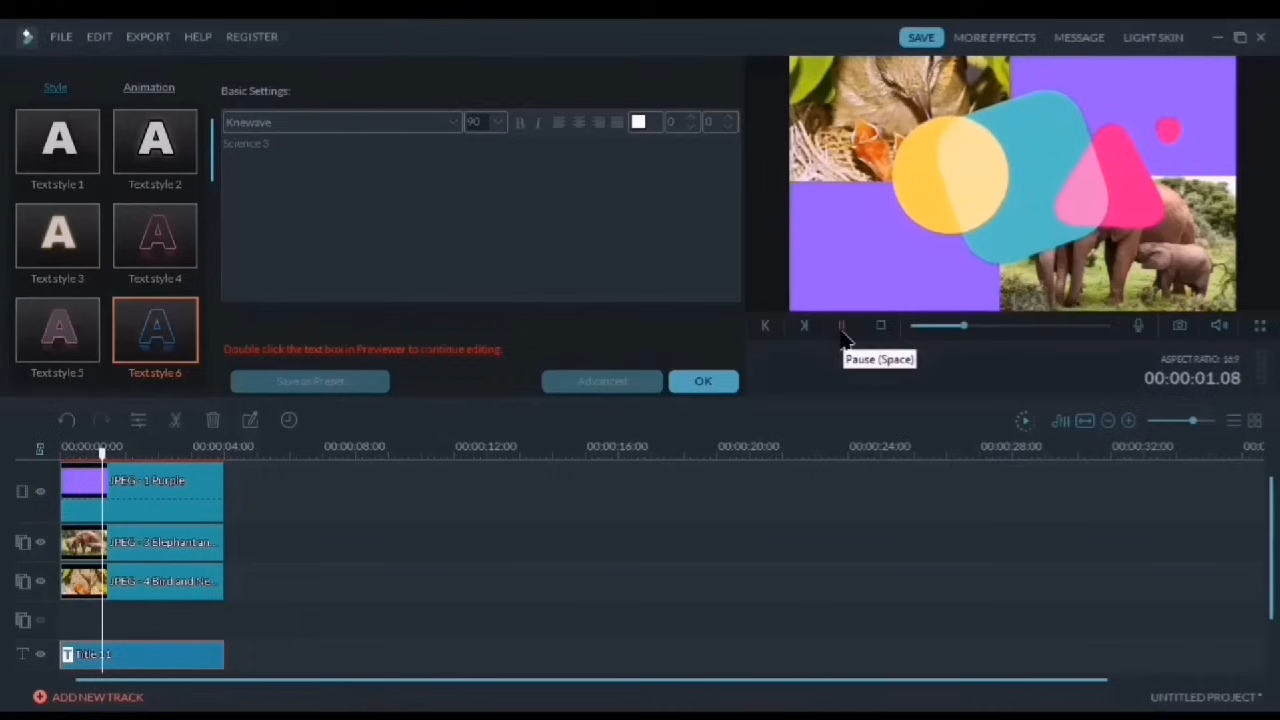 FILE EDIT EXPORT HELP REGISTER SAVE MORE EFFECTS MESSAGE LIGHT SKIN
Style Animation Basic Settings:
Knewave 90 B I 0 0
Science 3
Text style 1 Text style 2
Text style 3 Text style 4
Text style 5 Text style 6
Double click the text box in Previewer to continue editing.
Save as Preset... Advanced... OK
Pause (Space)
ASPECT RATIO: 16:9
00:00:01.08
00:00:00:00 00:00:04:00 00:00:08:00 00:00:12:00 00:00:16:00 00:00:20:00 00:00:24:00 00:00:28:00 00:00:32:00 00:0
JPEG - 1 Purple
JPEG - 3 Elephant an...
JPEG - 4 Bird and Ne...
T T Title 11
ADD NEW TRACK UNTITLED PROJECT *